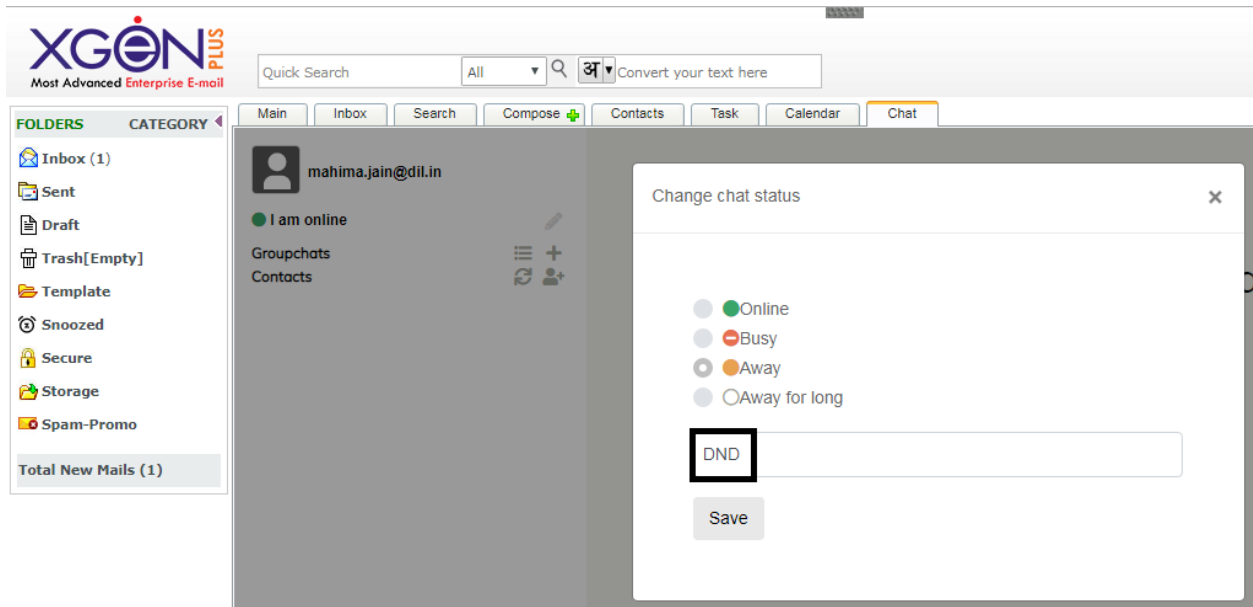 XGEN PLUS
Most Advanced Enterprise E-mail
Quick Search
All
अ
Convert your text here
FOLDERS CATEGORY
Inbox (1)
Sent
Draft
Trash[Empty]
Template
Snoozed
Secure
Storage
Spam-Promo
Total New Mails (1)
Main Inbox Search Compose Contacts Task Calendar Chat
mahima.jain@dil.in
I am online
Groupchats
Contacts
Change chat status
Online
Busy
Away
Away for long
DND
Save